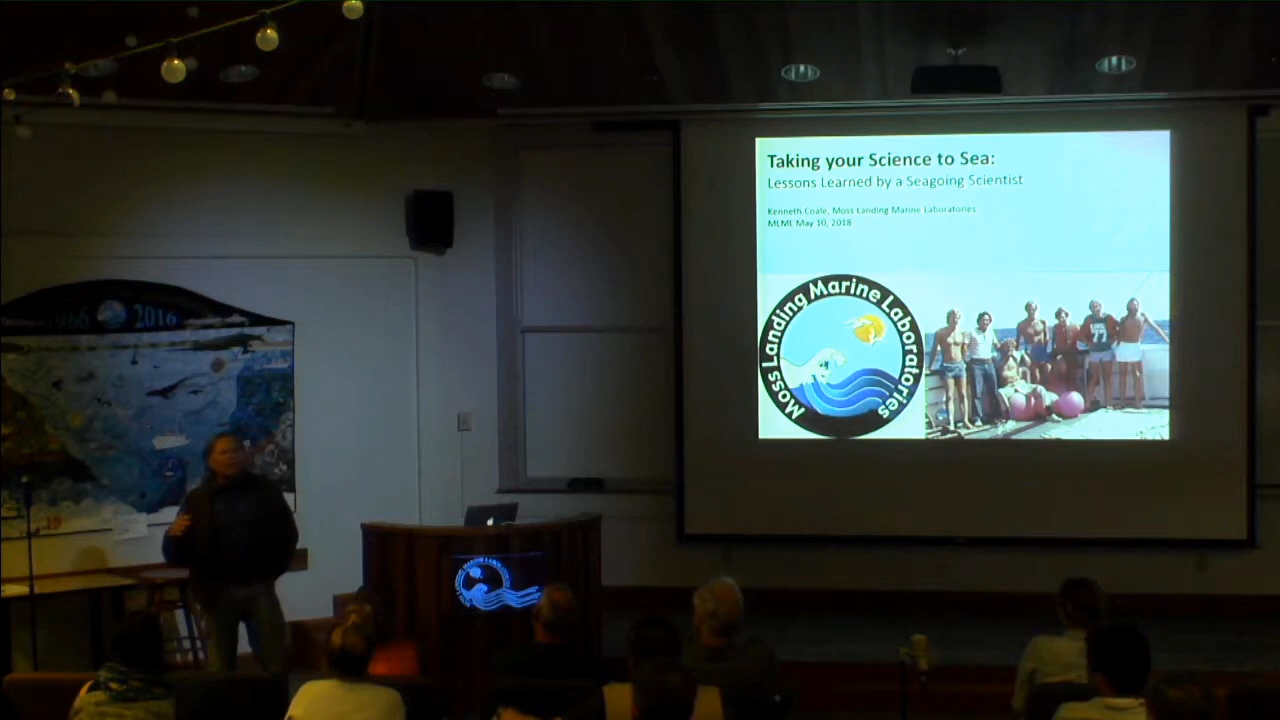 Taking your Science to Sea:
Lessons Learned by a Seagoing Scientist
Kenneth Coale, Moss Landing Marine Laboratories
MLML May 10, 2018
Moss Landing Marine Laboratories
77
1966 2016